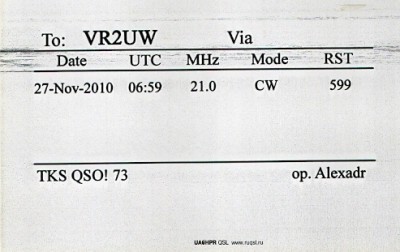 To: VR2UW Via
Date UTC MHz Mode RST
27-Nov-2010 06:59 21.0 CW 599
TKS QSO! 73 op. Alexadr
UA6HPR QSL www.ruqsl.ru